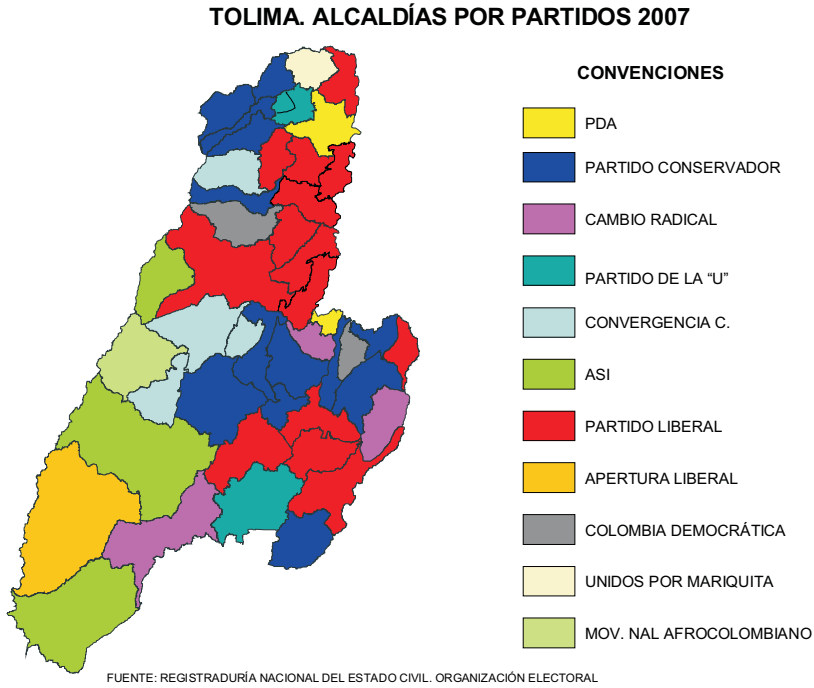 TOLIMA. ALCALDÍAS POR PARTIDOS 2007
CONVENCIONES
PDA
PARTIDO CONSERVADOR
CAMBIO RADICAL
PARTIDO DE LA “U”
CONVERGENCIA C.
ASI
PARTIDO LIBERAL
APERTURA LIBERAL
COLOMBIA DEMOCRÁTICA
UNIDOS POR MARIQUITA
MOV. NAL AFROCOLOMBIANO
FUENTE: REGISTRADURÍA NACIONAL DEL ESTADO CIVIL. ORGANIZACIÓN ELECTORAL